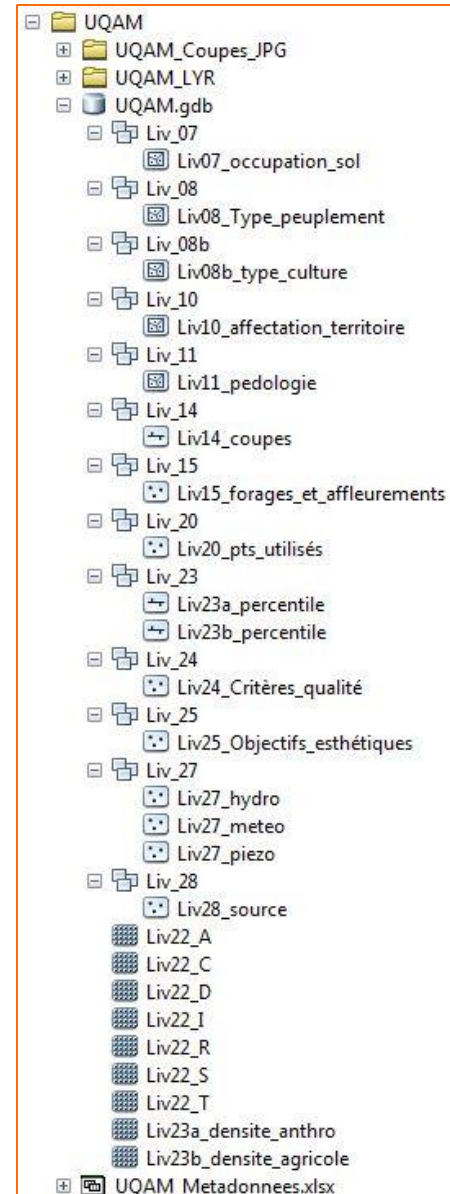 UQAM
UQAM_Coupes_JPG
UQAM_LYR
UQAM.gdb
Liv_07
Liv07_occupation_sol
Liv_08
Liv08_Type_peuplement
Liv_08b
Liv08b_type_culture
Liv_10
Liv10_affectation_territoire
Liv_11
Liv11_pedologie
Liv_14
Liv14_coupes
Liv_15
Liv15_forages_et_affleurements
Liv_20
Liv20_pts_utilisés
Liv_23
Liv23a_percentile
Liv23b_percentile
Liv_24
Liv24_Critères_qualité
Liv_25
Liv25_Objectifs_esthétiques
Liv_27
Liv27_hydro
Liv27_meteo
Liv27_piezo
Liv_28
Liv28_source
Liv22_A
Liv22_C
Liv22_D
Liv22_I
Liv22_R
Liv22_S
Liv22_T
Liv23a_densite_anthro
Liv23b_densite_agricole
UQAM_Metadonnees.xlsx